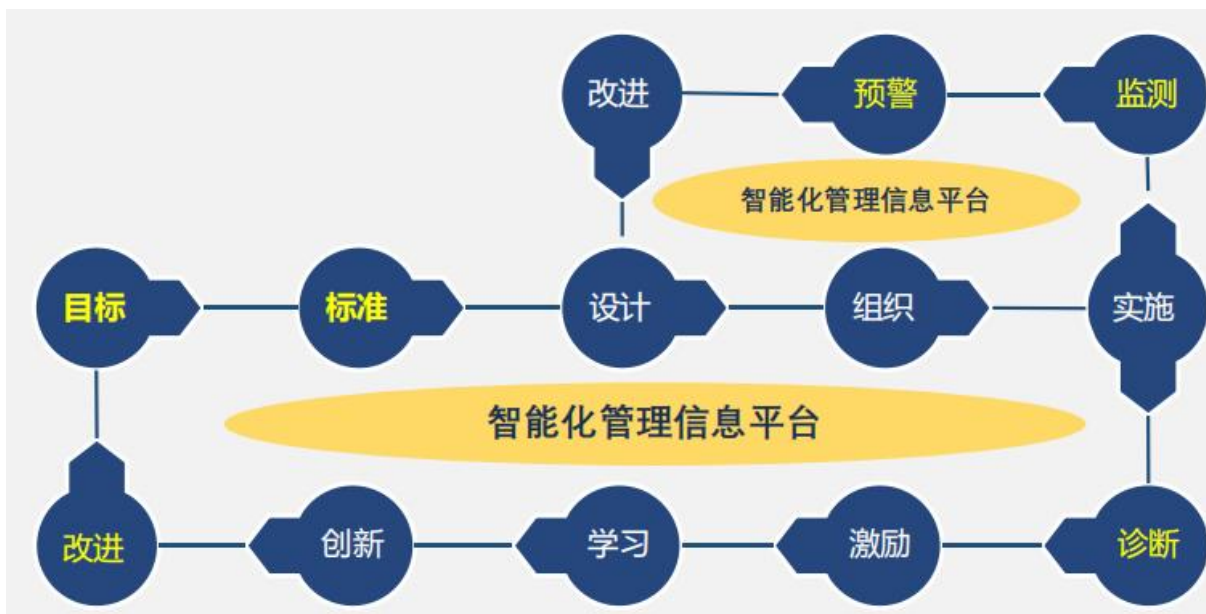 改进
预警
监测
智能化管理信息平台
目标
标准
设计
组织
实施
智能化管理信息平台
改进
创新
学习
激励
诊断